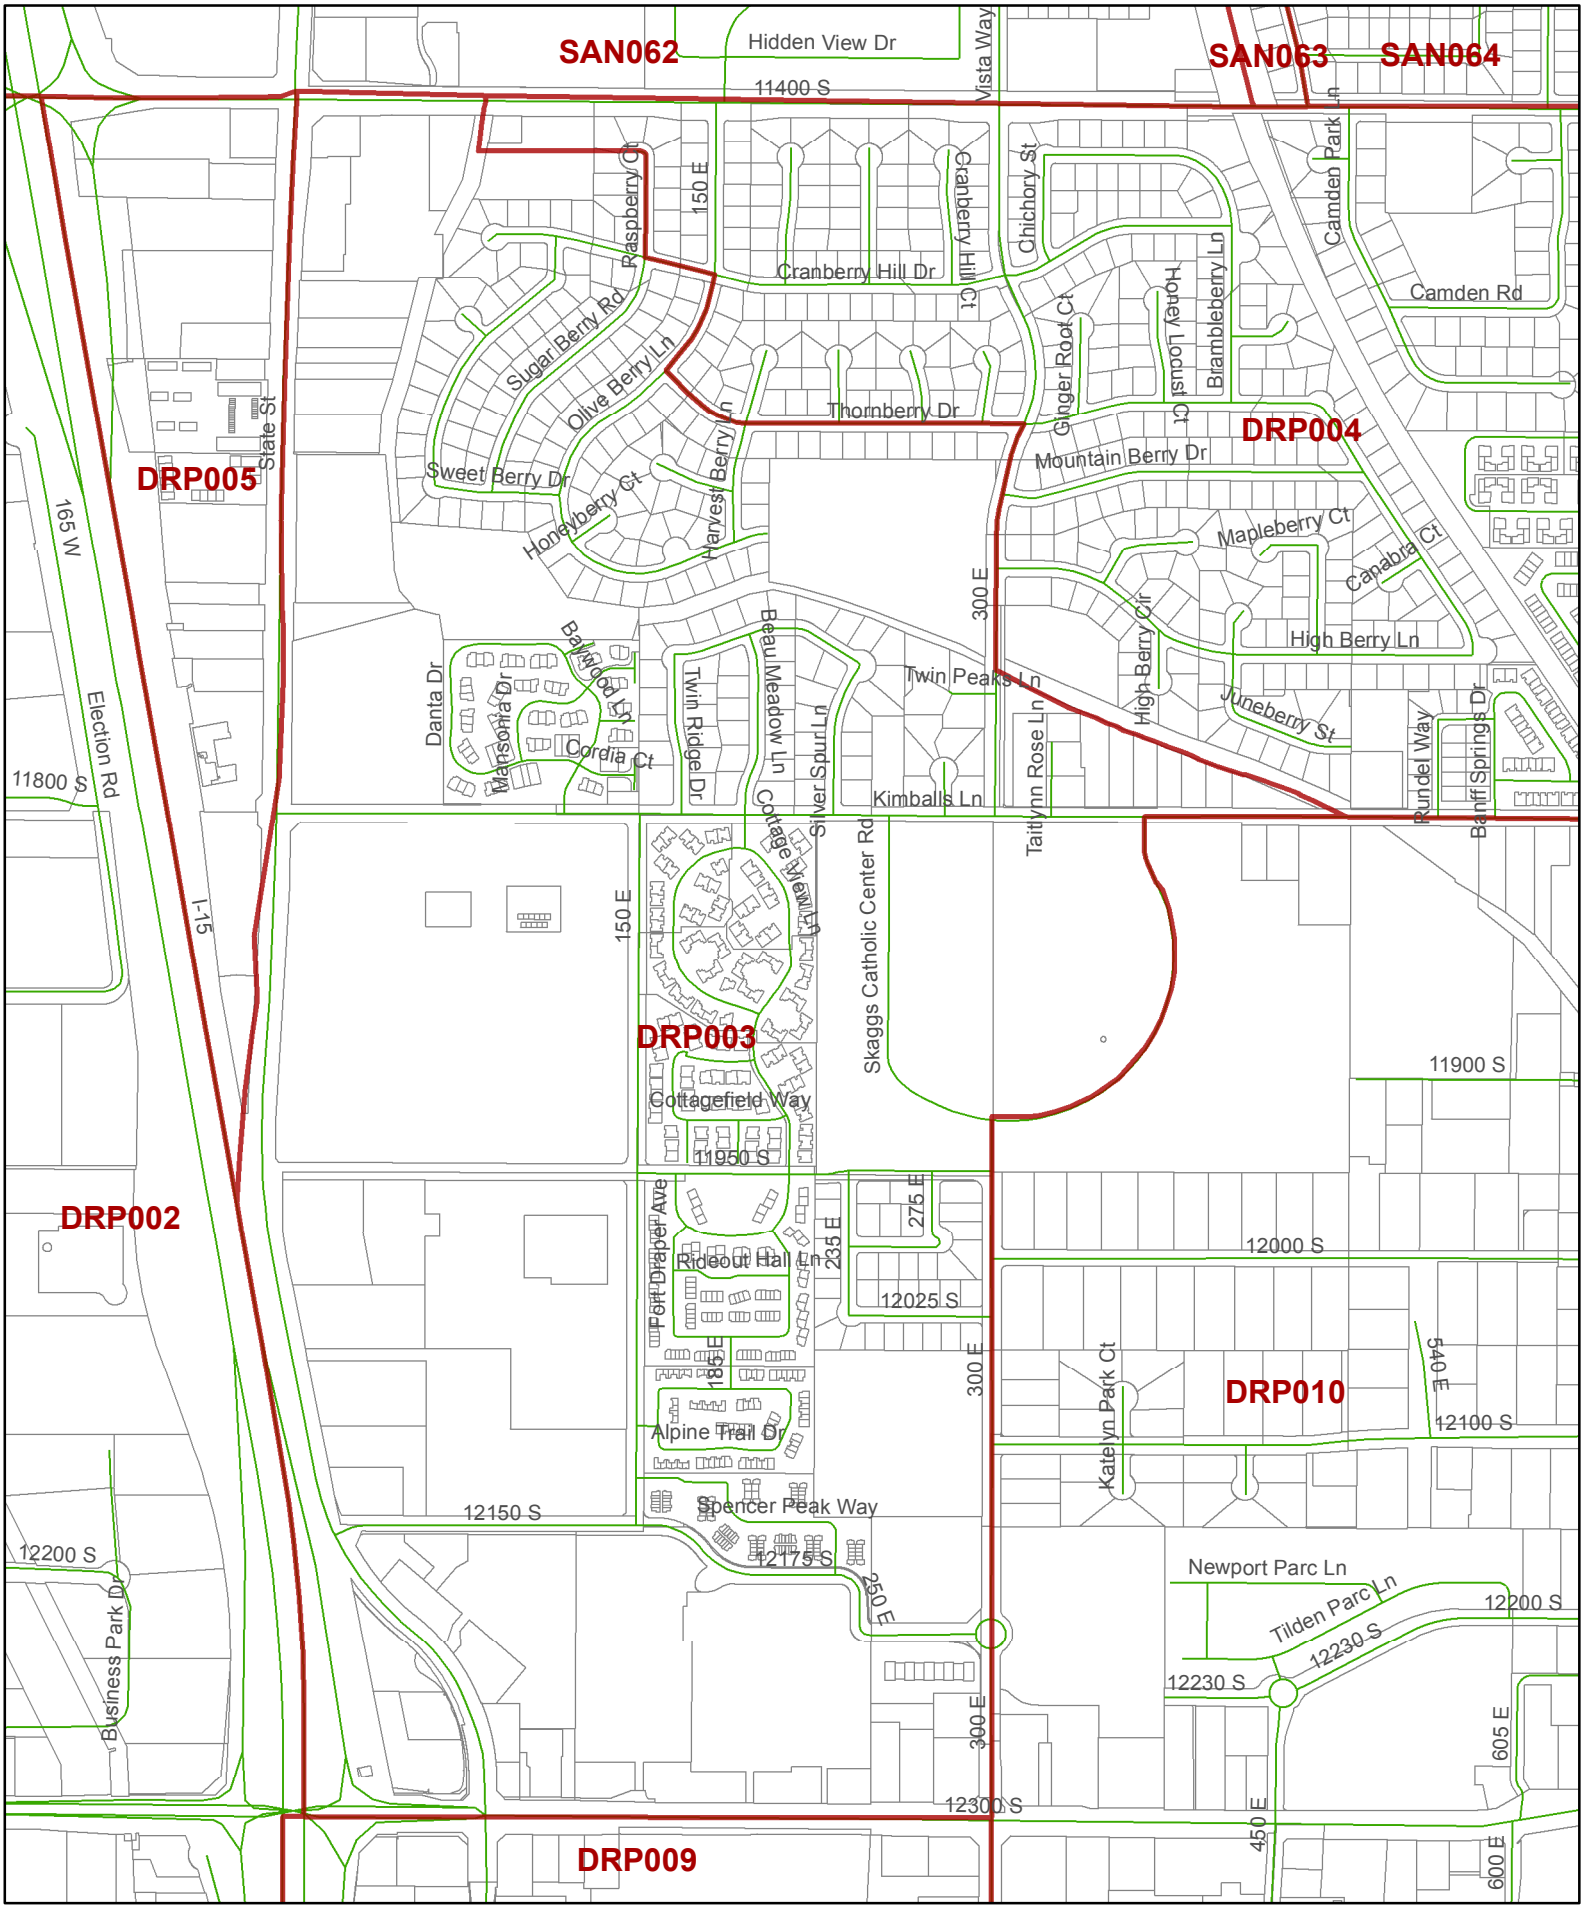 SAN062
Hidden View Dr
Vista Way
SAN063
SAN064
11400 S
Camden Park Ln
Raspberry Ct
150 E
Cranberry Hill Ct
Chichory St
Cranberry Hill Dr
Brambleberry Ln
Honey Locust Ct
Ginger Root Ct
Camden Rd
Sugar Berry Rd
Olive Berry Ln
Thornberry Dr
DRP004
State St
DRP005
Sweet Berry Dr
Honeyberry Ct
Harvest Berry Ln
Mountain Berry Dr
165 W
Mapleberry Ct
Canabra Ct
300 E
High Berry Cir
High Berry Ln
Baywood Ln
Beau Meadow Ln
Twin Peaks Ln
Danta Dr
Mansonia Dr
Twin Ridge Dr
Silver Spur Ln
Juneberry St
Election Rd
Cordia Ct
Taitlynn Rose Ln
Rundel Way
Baniff Springs Dr
11800 S
Kimballs Ln
Cottage View Ln
Skaggs Catholic Center Rd
150 E
I-15
DRP003
11900 S
Cottagefield Way
11950 S
DRP002
Fort Draper Ave
275 E
235 E
12000 S
Rideout Hall Ln
12025 S
185 E
300 E
Katelyn Park Ct
540 E
DRP010
12100 S
Alpine Trail Dr
Spencer Peak Way
12150 S
12200 S
12175 S
250 E
Newport Parc Ln
Tilden Parc Ln
12200 S
12230 S
12230 S
Business Park Dr
300 E
605 E
12300 S
450 E
DRP009
600 E